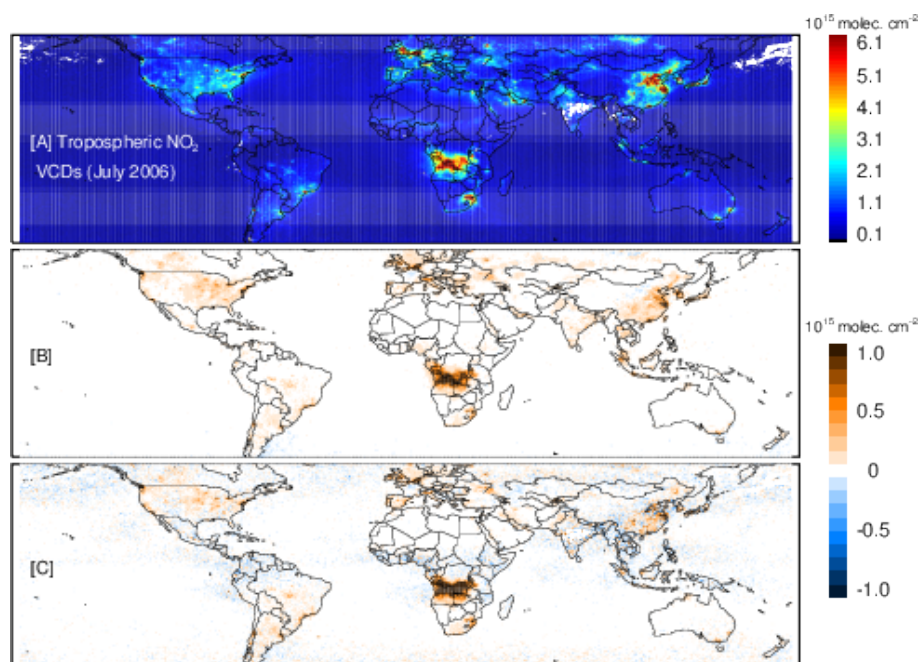 10¹⁵ molec. cm⁻²
6.1
5.1
4.1
3.1
2.1
1.1
0.1
[A] Tropospheric NO₂
VCDs (July 2006)
[B]
10¹⁵ molec. cm⁻²
1.0
0.5
0
-0.5
-1.0
[C]